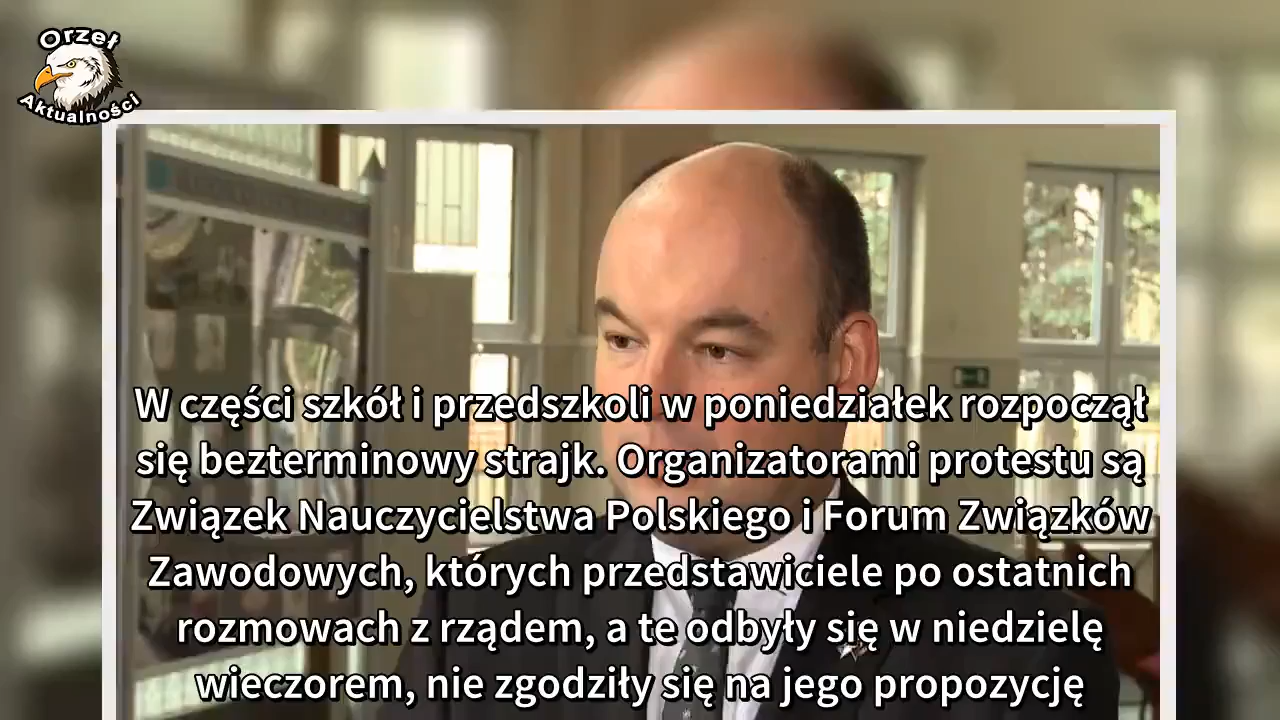 Orzeł
Aktualności
W części szkół i przedszkoli w poniedziałek rozpoczął
się bezterminowy strajk. Organizatorami protestu są
Związek Nauczycielstwa Polskiego i Forum Związków
Zawodowych, których przedstawiciele po ostatnich
rozmowach z rządem, a te odbyły się w niedzielę
wieczorem, nie zgodziły się na jego propozycję